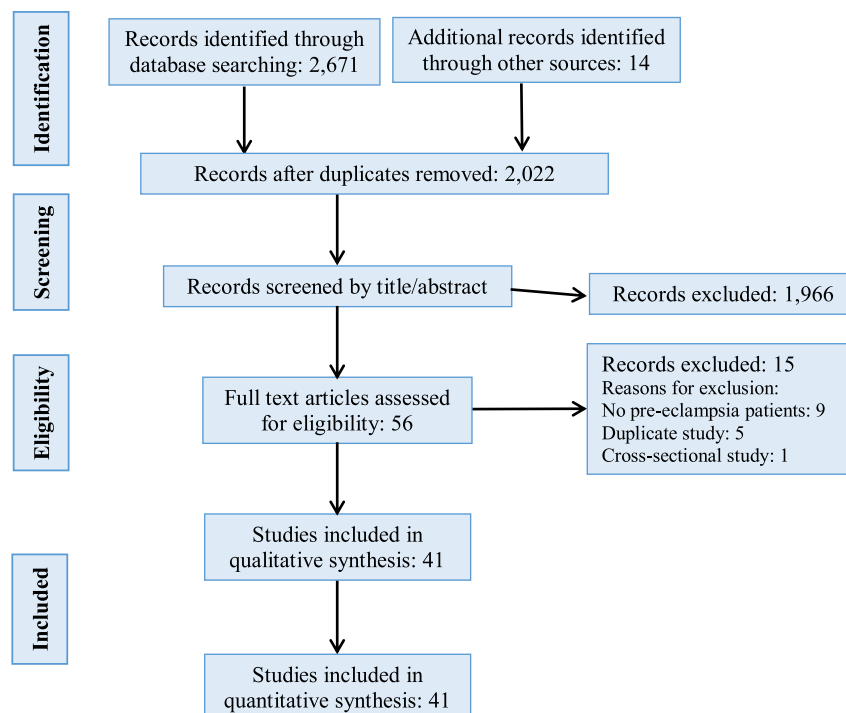 Identification
Records identified through
database searching: 2,671
Additional records identified
through other sources: 14
Records after duplicates removed: 2,022
Screening
Records screened by title/abstract
Records excluded: 1,966
Eligibility
Full text articles assessed
for eligibility: 56
Records excluded: 15
Reasons for exclusion:
No pre-eclampsia patients: 9
Duplicate study: 5
Cross-sectional study: 1
Studies included in
qualitative synthesis: 41
Included
Studies included in
quantitative synthesis: 41